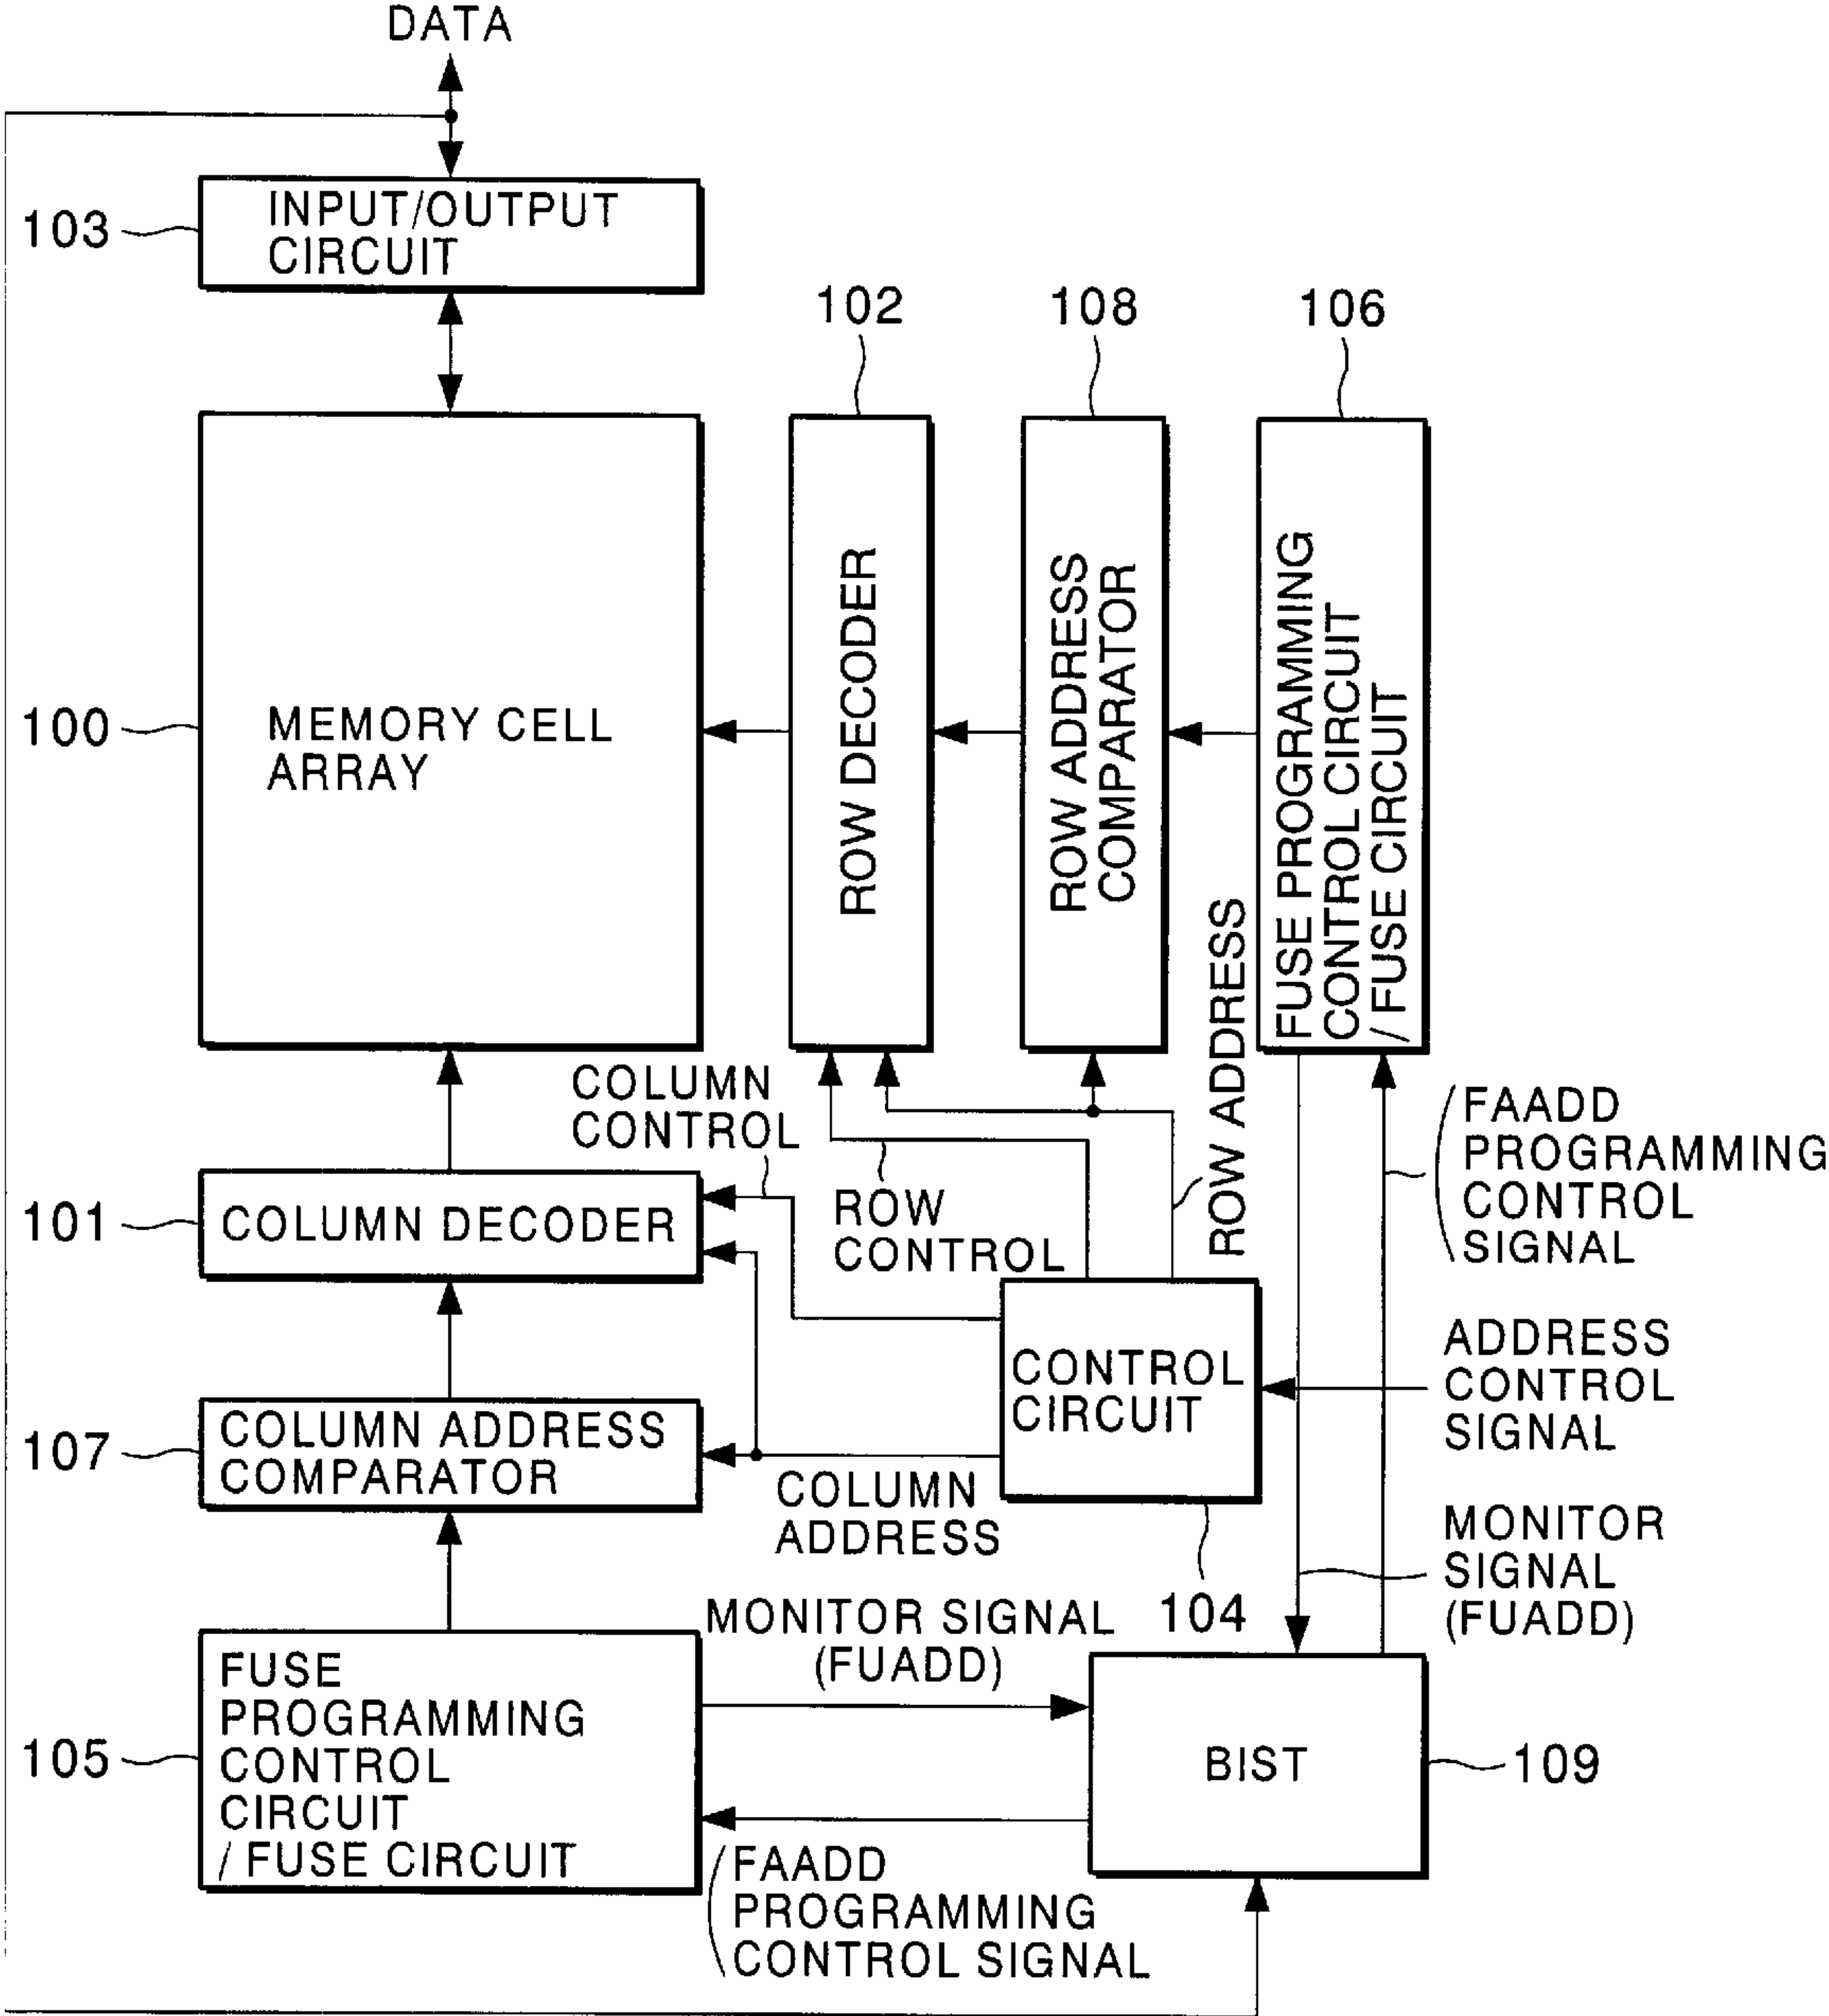 DATA
103
INPUT/OUTPUT
CIRCUIT
102
108
106
100
MEMORY CELL
ARRAY
ROW DECODER
ROW ADDRESS
COMPARATOR
FUSE PROGRAMMING
CONTROL CIRCUIT
/ FUSE CIRCUIT
COLUMN
CONTROL
ROW
CONTROL
ROW ADDRESS
FAADD
PROGRAMMING
CONTROL
SIGNAL
101
COLUMN DECODER
CONTROL
CIRCUIT
ADDRESS
CONTROL
SIGNAL
107
COLUMN ADDRESS
COMPARATOR
COLUMN
ADDRESS
104
MONITOR
SIGNAL
(FUADD)
MONITOR SIGNAL
(FUADD)
105
FUSE
PROGRAMMING
CONTROL
CIRCUIT
/ FUSE CIRCUIT
BIST
109
FAADD
PROGRAMMING
CONTROL SIGNAL